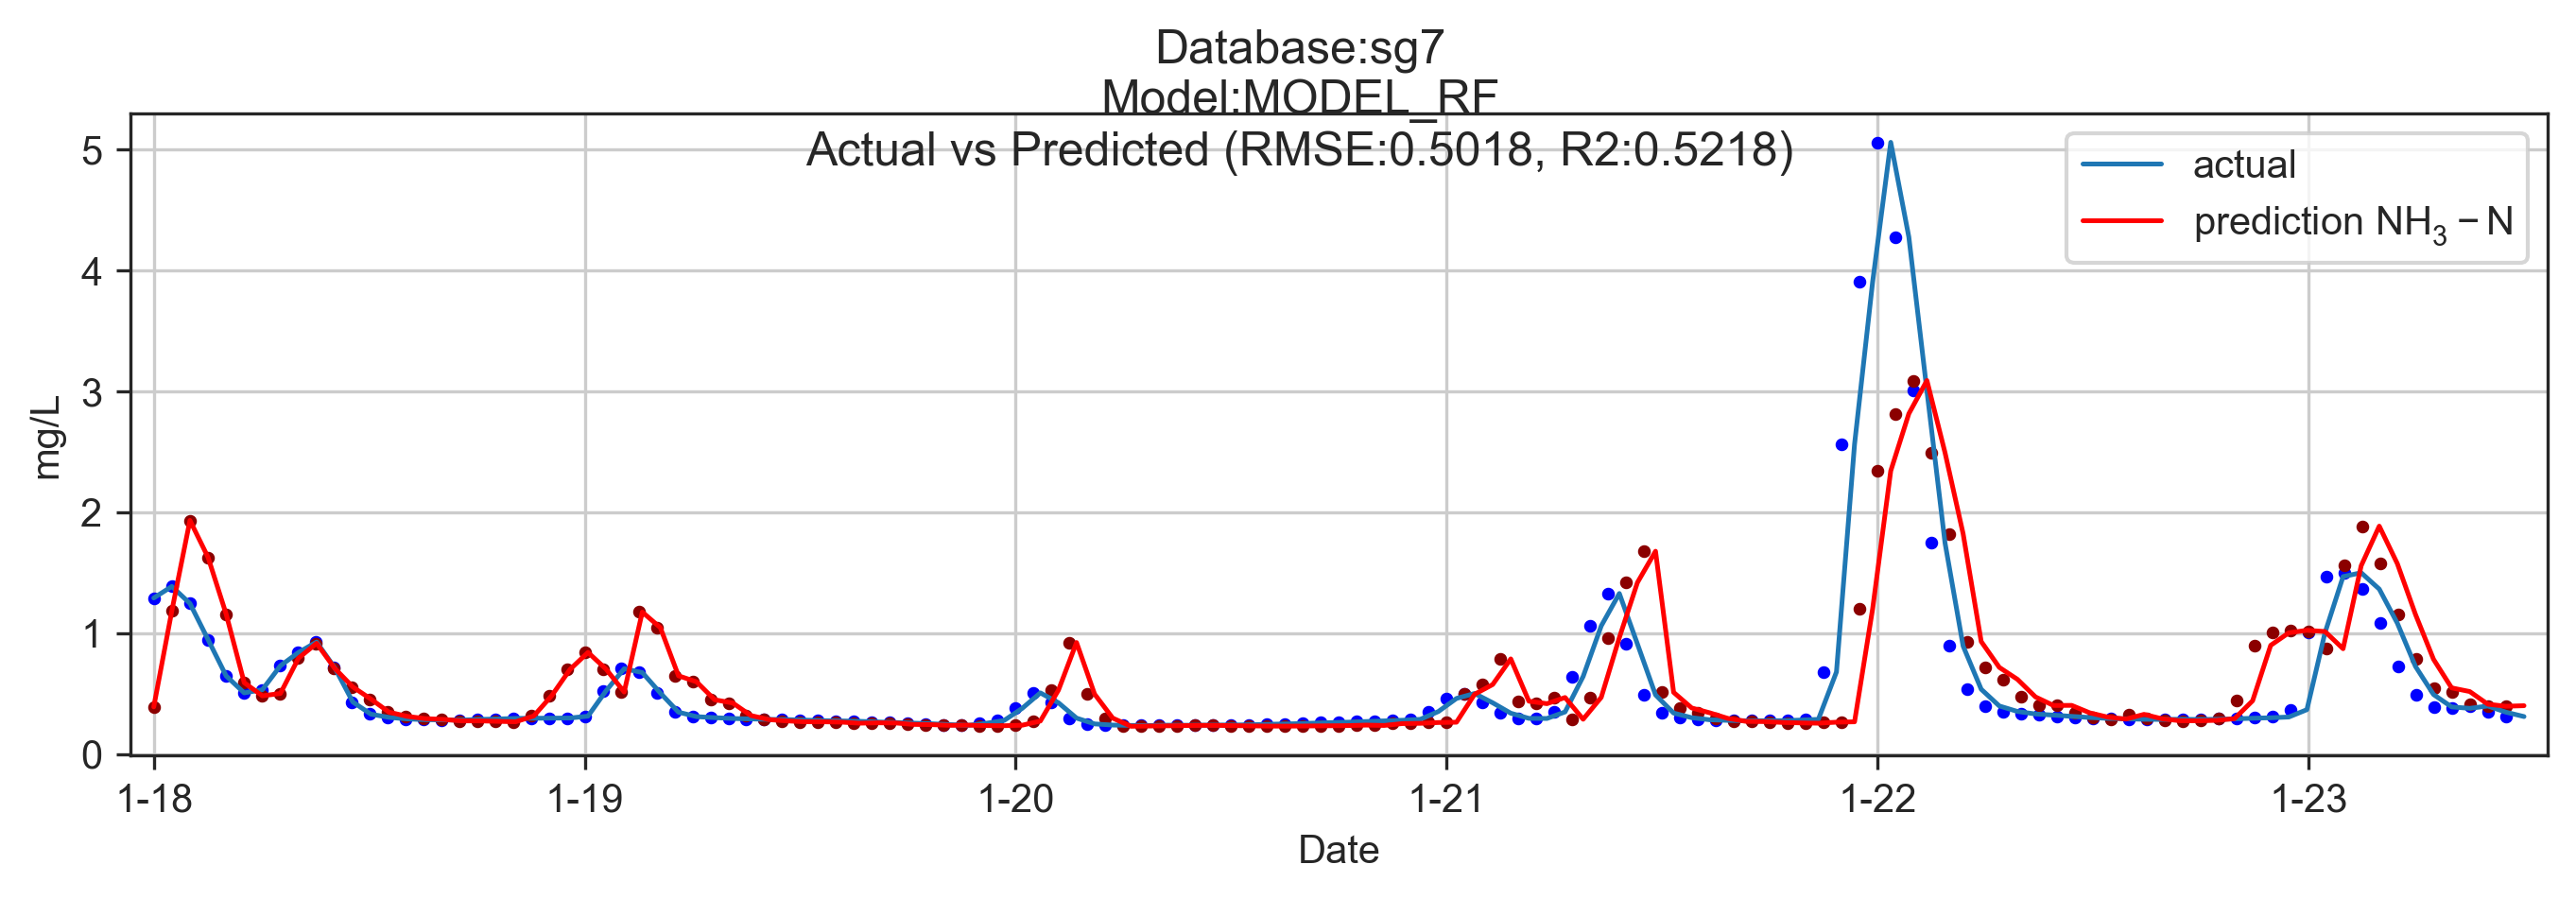 Database:sg7
Model:MODEL_RF
Actual vs Predicted (RMSE:0.5018, R2:0.5218)
actual
prediction NH₃ − N
mg/L
5
4
3
2
1
0
1-18 1-19 1-20 1-21 1-22 1-23
Date